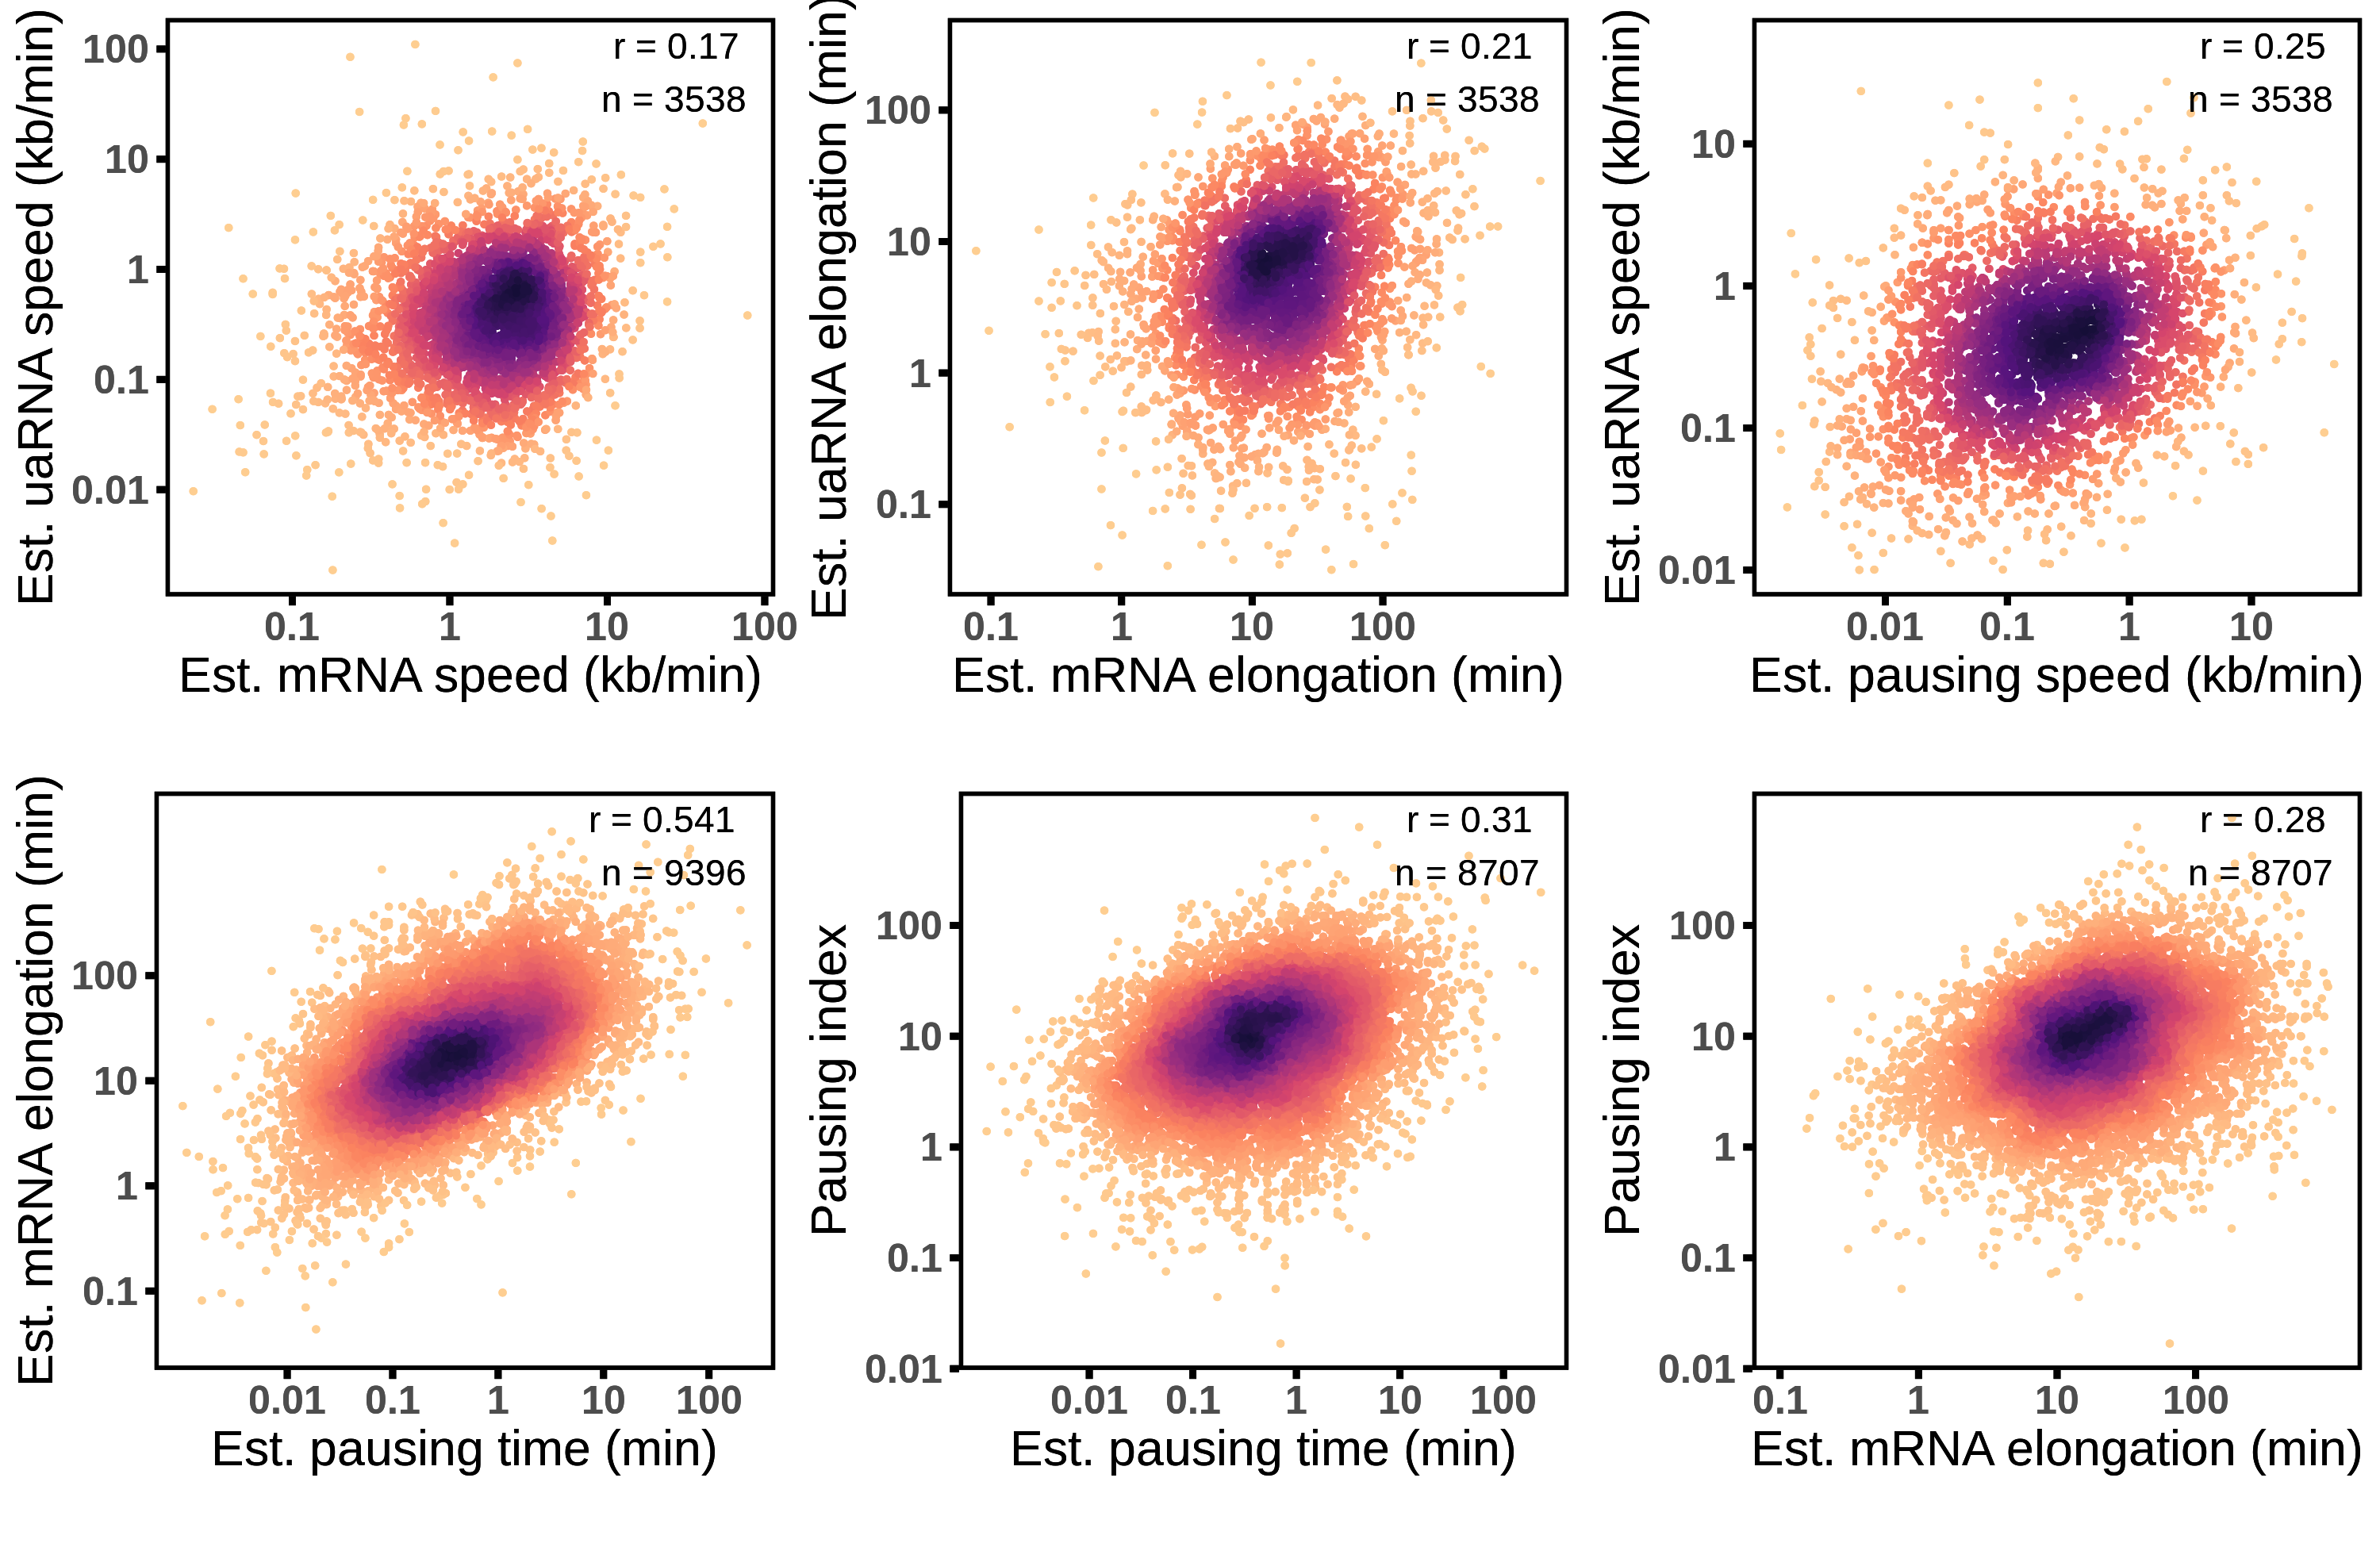 Est. uaRNA speed (kb/min)
100
10
1
0.1
0.01
r = 0.17
n = 3538
0.1 1 10 100
Est. mRNA speed (kb/min)
Est. uaRNA elongation (min)
100
10
1
0.1
r = 0.21
n = 3538
0.1 1 10 100
Est. mRNA elongation (min)
Est. uaRNA speed (kb/min)
10
1
0.1
0.01
r = 0.25
n = 3538
0.01 0.1 1 10
Est. pausing speed (kb/min)
Est. mRNA elongation (min)
100
10
1
0.1
r = 0.541
n = 9396
0.01 0.1 1 10 100
Est. pausing time (min)
Pausing index
100
10
1
0.1
0.01
r = 0.31
n = 8707
0.01 0.1 1 10 100
Est. pausing time (min)
Pausing index
100
10
1
0.1
0.01
r = 0.28
n = 8707
0.1 1 10 100
Est. mRNA elongation (min)